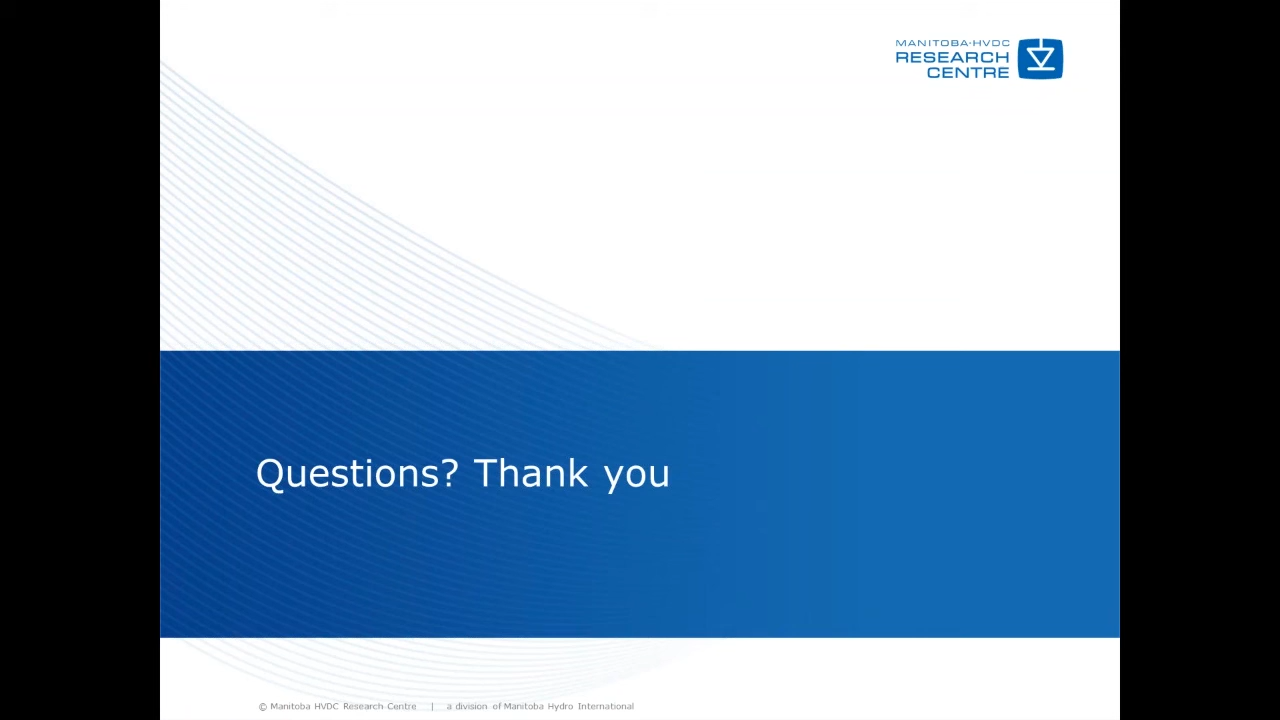 MANITOBA-HVDC
RESEARCH
CENTRE
Questions? Thank you
© Manitoba HVDC Research Centre | a division of Manitoba Hydro International